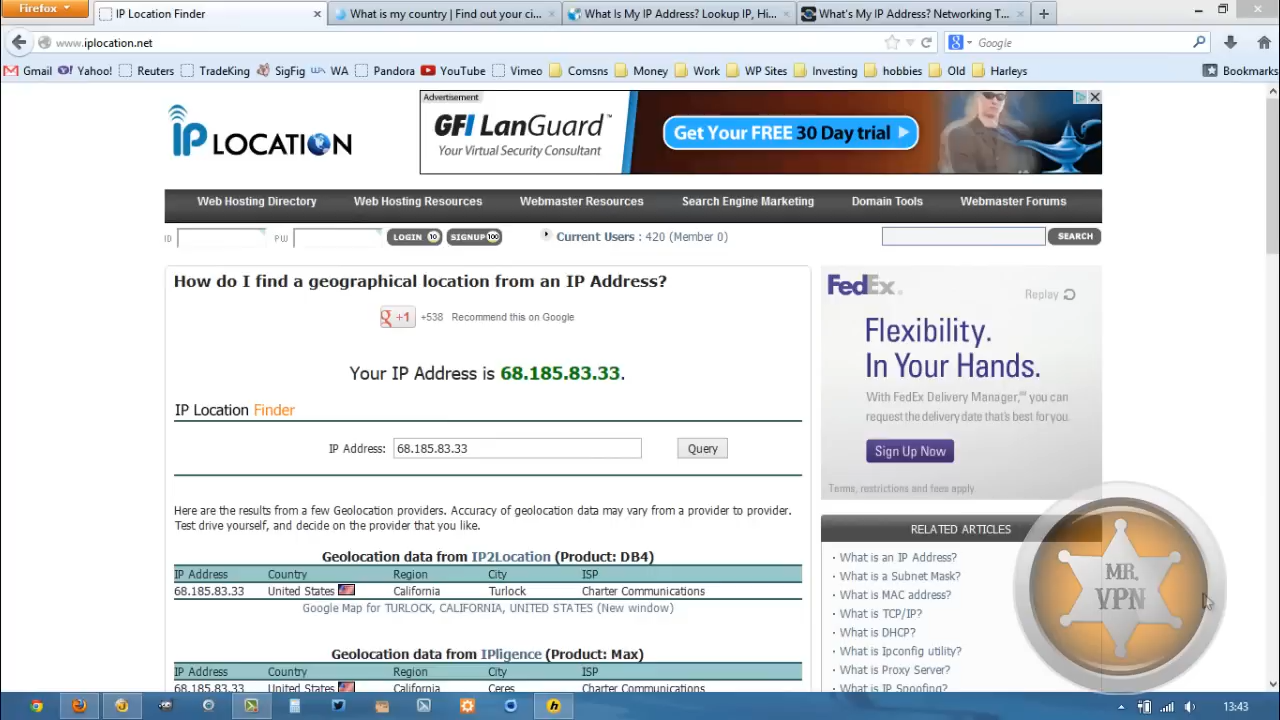 Firefox
IP Location Finder
What is my country | Find out your ci...
What Is My IP Address? Lookup IP, Hi...
What's My IP Address? Networking T...
www.iplocation.net
Google
Gmail Yahoo! Reuters TradeKing SigFig WA Pandora YouTube Vimeo Comsns Money Work WP Sites Investing hobbies Old Harleys Bookmarks
IP LOCATION
Advertisement
GFI LanGuard™
Your Virtual Security Consultant
Get Your FREE 30 Day trial
Web Hosting Directory Web Hosting Resources Webmaster Resources Search Engine Marketing Domain Tools Webmaster Forums
ID PW LOGIN SIGNUP Current Users : 420 (Member 0) SEARCH
How do I find a geographical location from an IP Address?
g +1 +538 Recommend this on Google
Your IP Address is 68.185.83.33.
IP Location Finder
IP Address: 68.185.83.33 Query
Here are the results from a few Geolocation providers. Accuracy of geolocation data may vary from a provider to provider.
Test drive yourself, and decide on the provider that you like.
Geolocation data from IP2Location (Product: DB4)
IP Address Country Region City ISP
68.185.83.33 United States California Turlock Charter Communications
Google Map for TURLOCK, CALIFORNIA, UNITED STATES (New window)
Geolocation data from IPligence (Product: Max)
IP Address Country Region City ISP
68.185.83.33 United States California Ceres Charter Communications
FedEx.
Replay
Flexibility.
In Your Hands.
With FedEx Delivery Manager,℠ you can
request the delivery date that's best for you.
Sign Up Now
Terms, restrictions and fees apply
RELATED ARTICLES
What is an IP Address?
What is a Subnet Mask?
What is MAC address?
What is TCP/IP?
What is DHCP?
What is Ipconfig utility?
What is Proxy Server?
What is IP Spoofing?
MR.
VPN
13:43